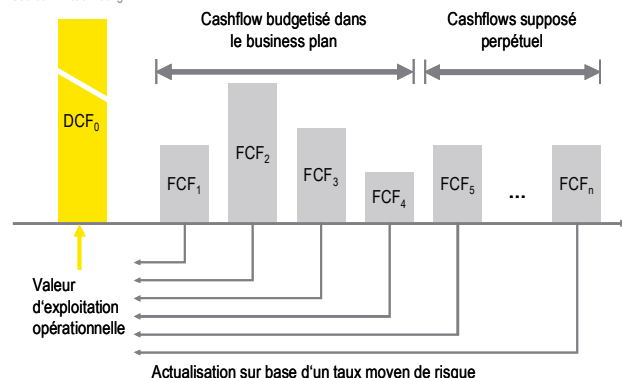 Cashflow budgetisé dans
le business plan
Cashflows supposé
perpétuel
DCF0
FCF1
FCF2
FCF3
FCF4
FCF5
...
FCFn
Valeur
d'exploitation
opérationnelle
Actualisation sur base d'un taux moyen de risque